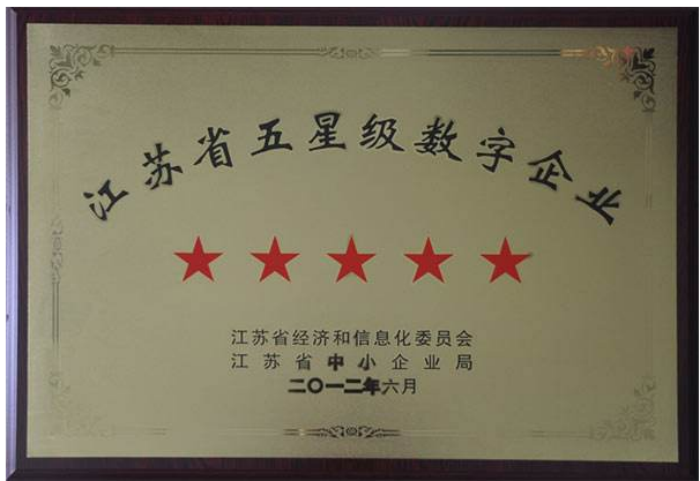 江苏省五星级数字企业
江苏省经济和信息化委员会
江苏省中小企业局
二〇一二年六月